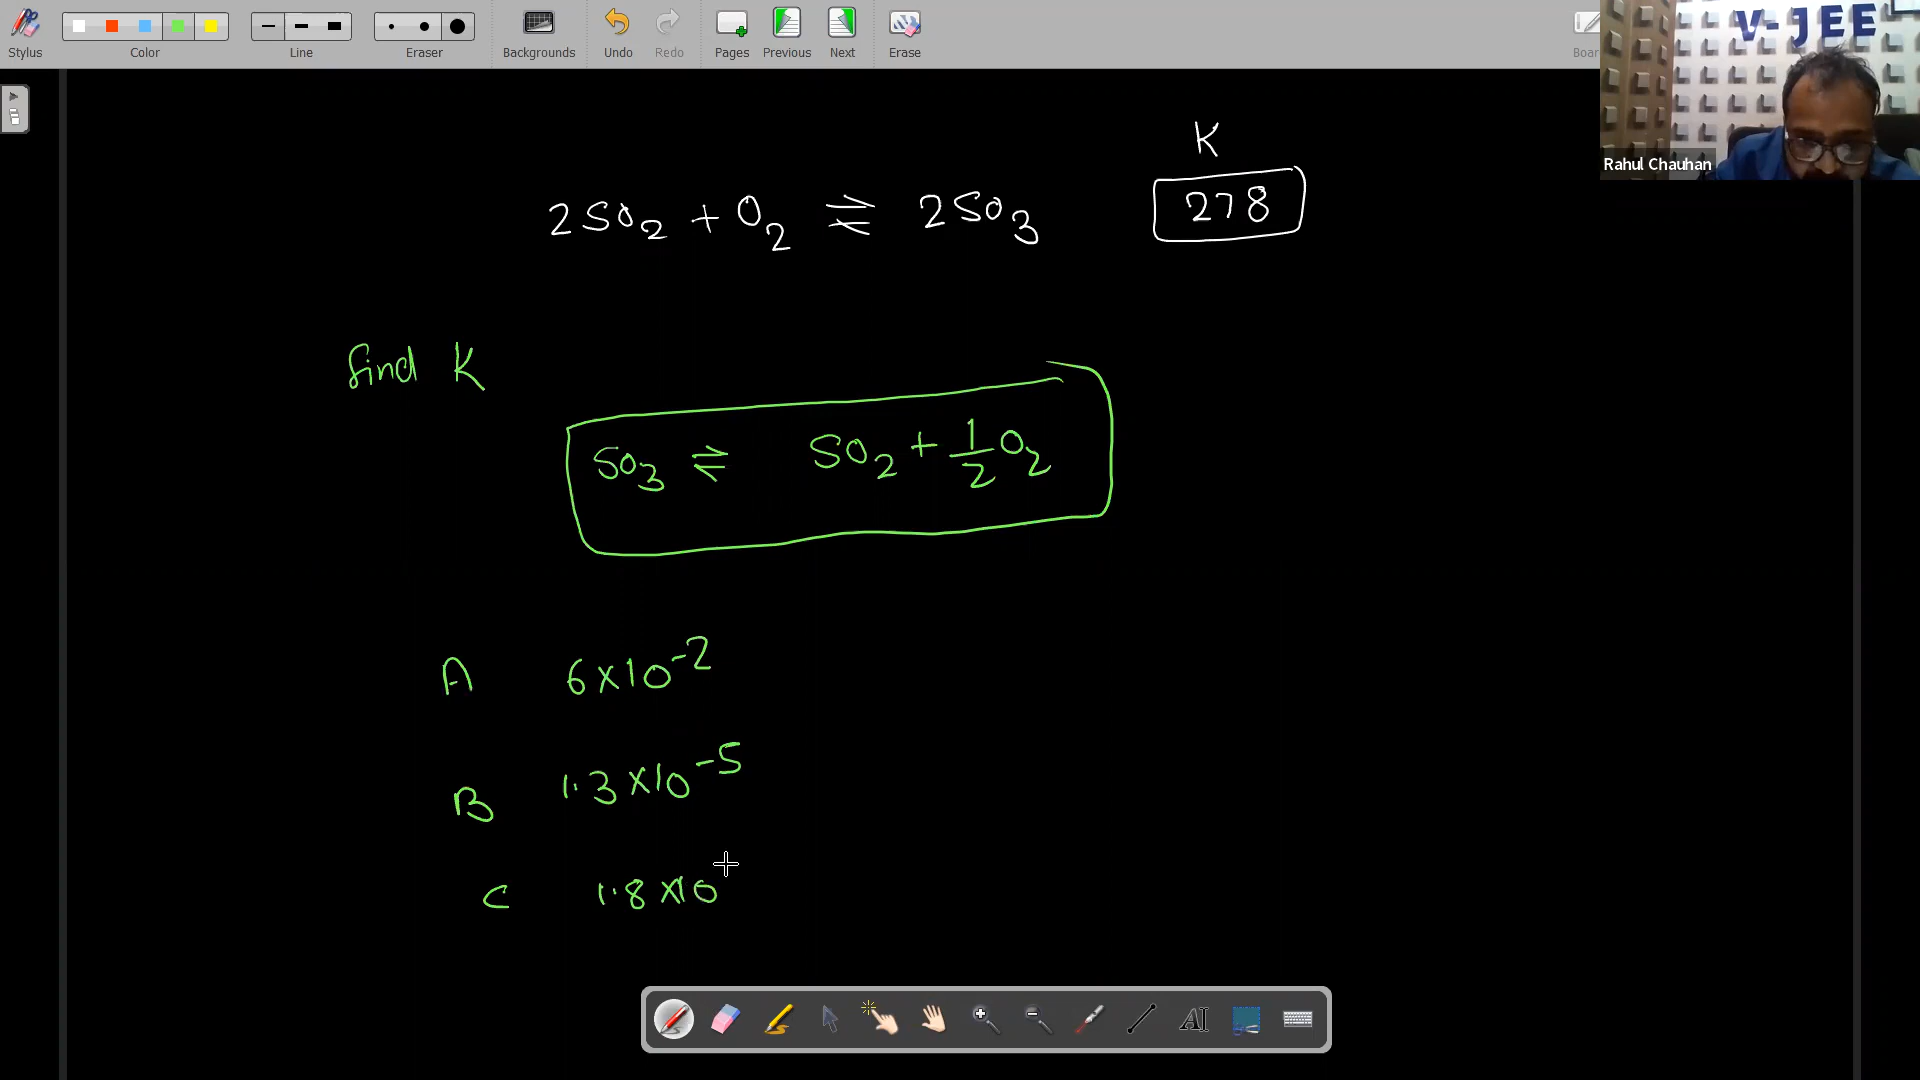 Stylus Color Line Eraser Backgrounds Undo Redo Pages Previous Next Erase Boar
V-JEE
Rahul Chauhan
K
2SO₂ + O₂ ⇌ 2SO₃ 278
find K
SO₃ ⇌ SO₂ + 1/2 O₂
A 6×10⁻²
B 1.3×10⁻⁵
C 1.8×10